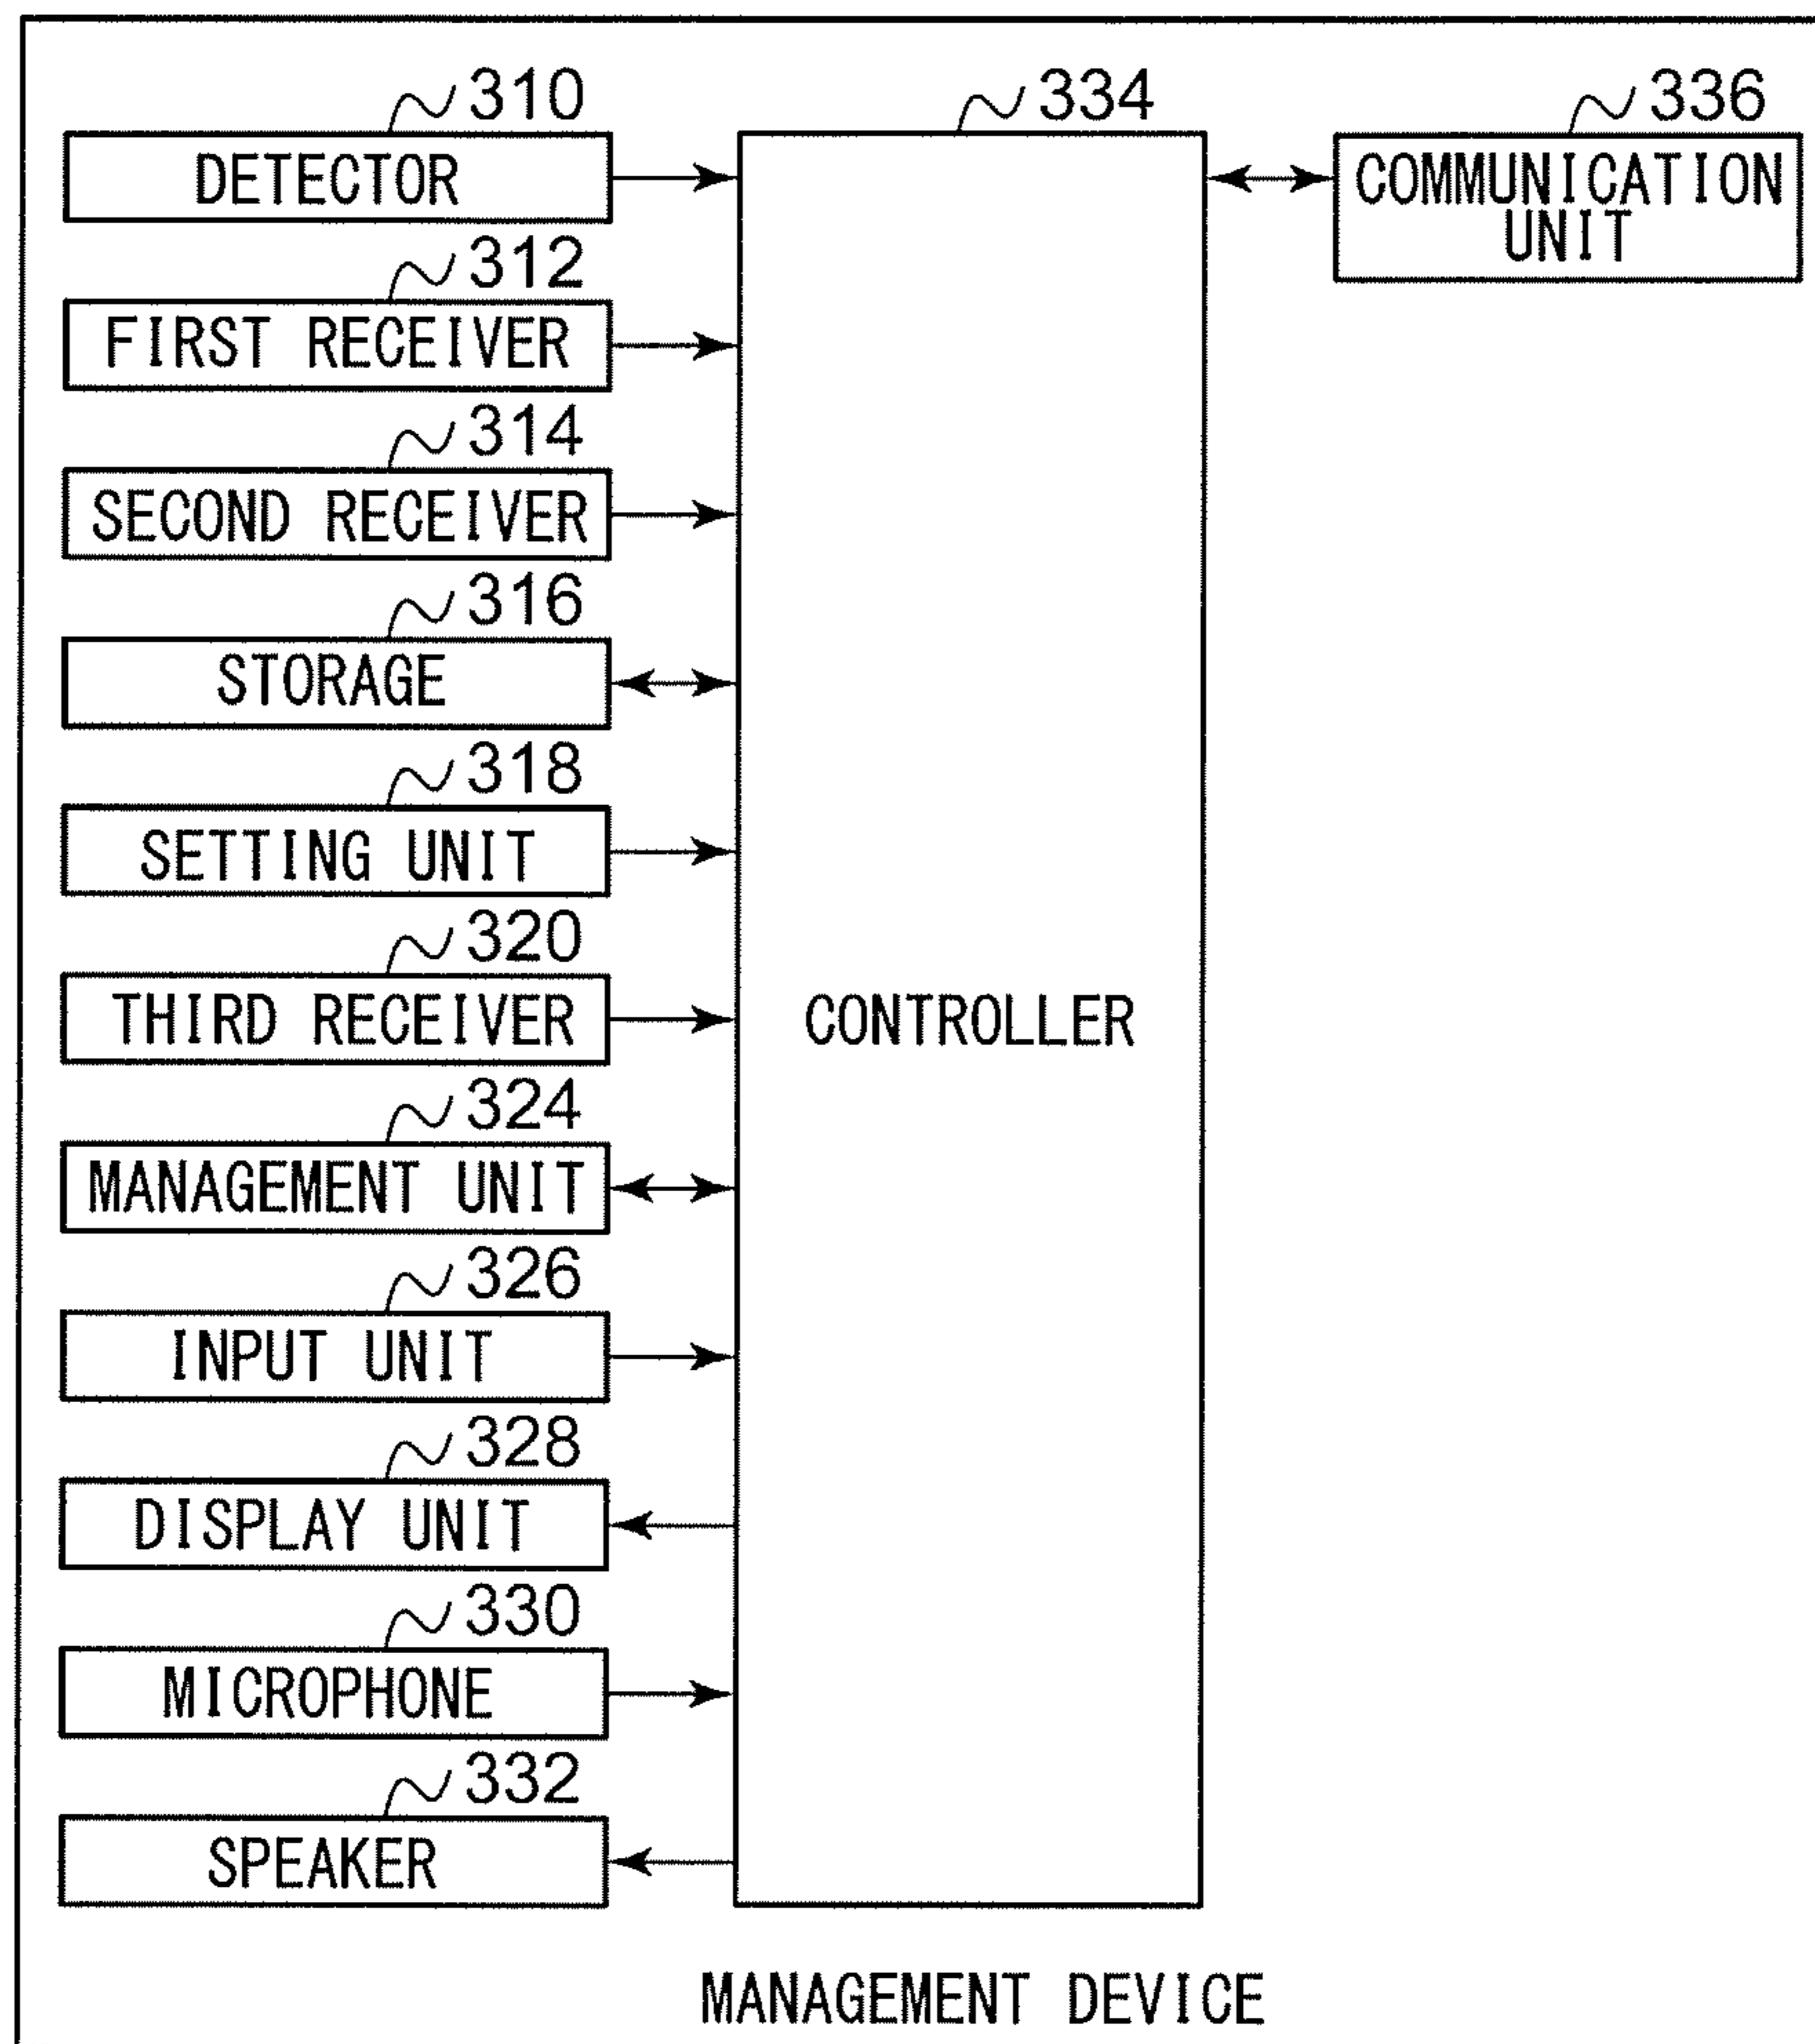 310
334
336
DETECTOR
COMMUNICATION
UNIT
312
FIRST RECEIVER
314
SECOND RECEIVER
316
STORAGE
318
SETTING UNIT
320
THIRD RECEIVER
CONTROLLER
324
MANAGEMENT UNIT
326
INPUT UNIT
328
DISPLAY UNIT
330
MICROPHONE
332
SPEAKER
MANAGEMENT DEVICE